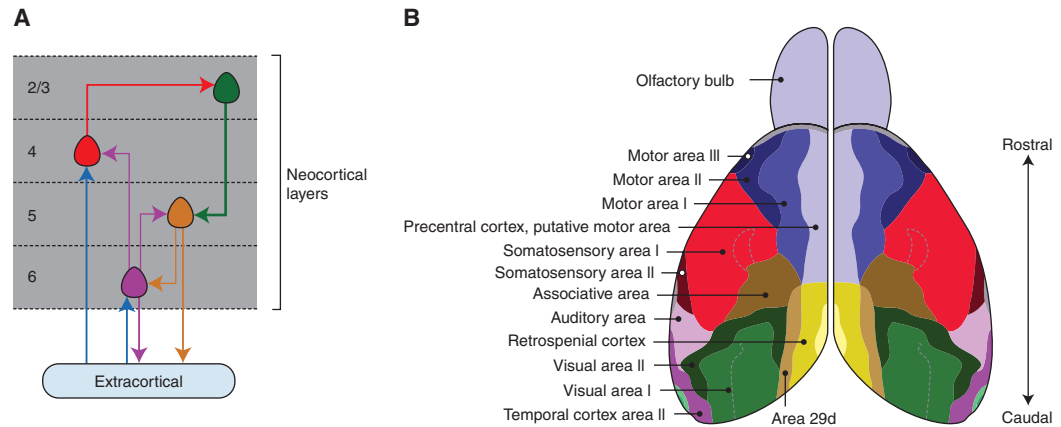 A
2/3
4
5
6
Neocortical
layers
Extracortical
B
Olfactory bulb
Motor area III
Motor area II
Motor area I
Precentral cortex, putative motor area
Somatosensory area I
Somatosensory area II
Associative area
Auditory area
Retrospenial cortex
Visual area II
Visual area I
Temporal cortex area II
Area 29d
Rostral
Caudal